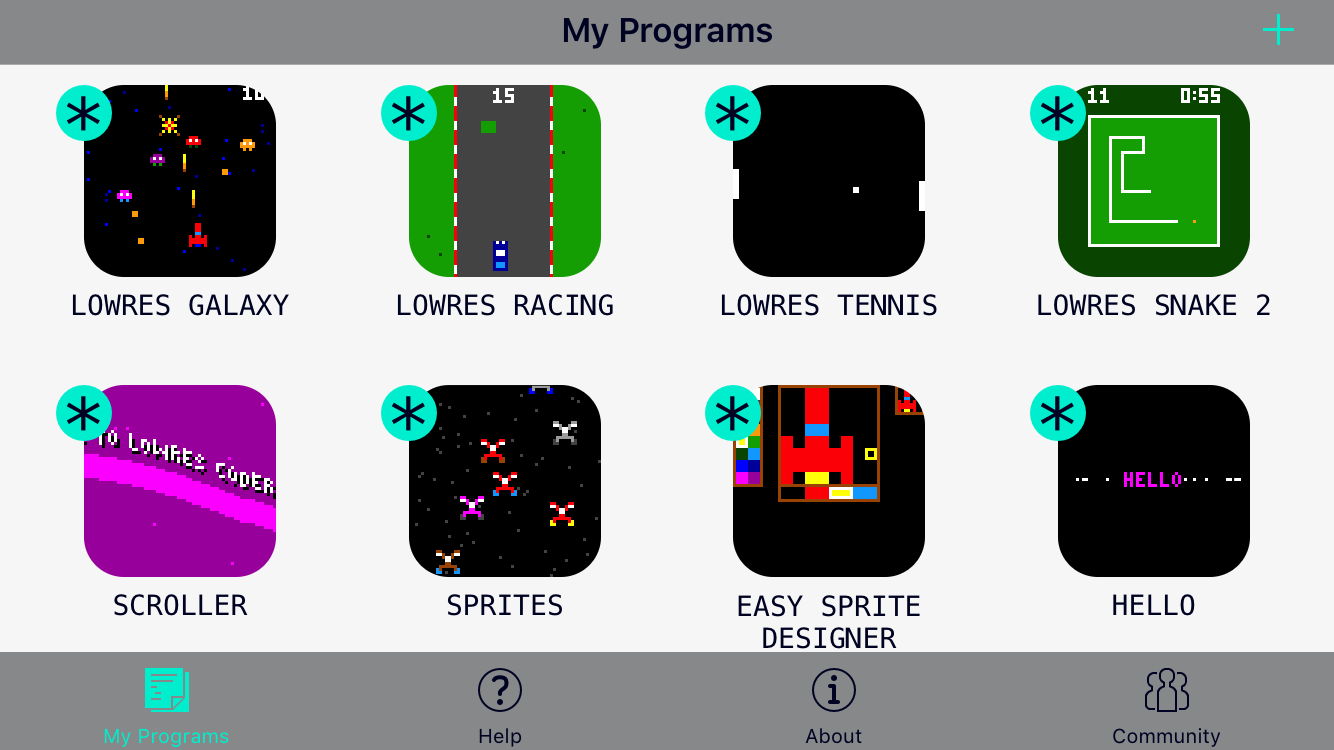 My Programs
10
15
11 0:55
LOWRES GALAXY
LOWRES RACING
LOWRES TENNIS
LOWRES SNAKE 2
TO LOWRES CODER
HELLO
SCROLLER
SPRITES
EASY SPRITE
DESIGNER
HELLO
My Programs
Help
About
Community